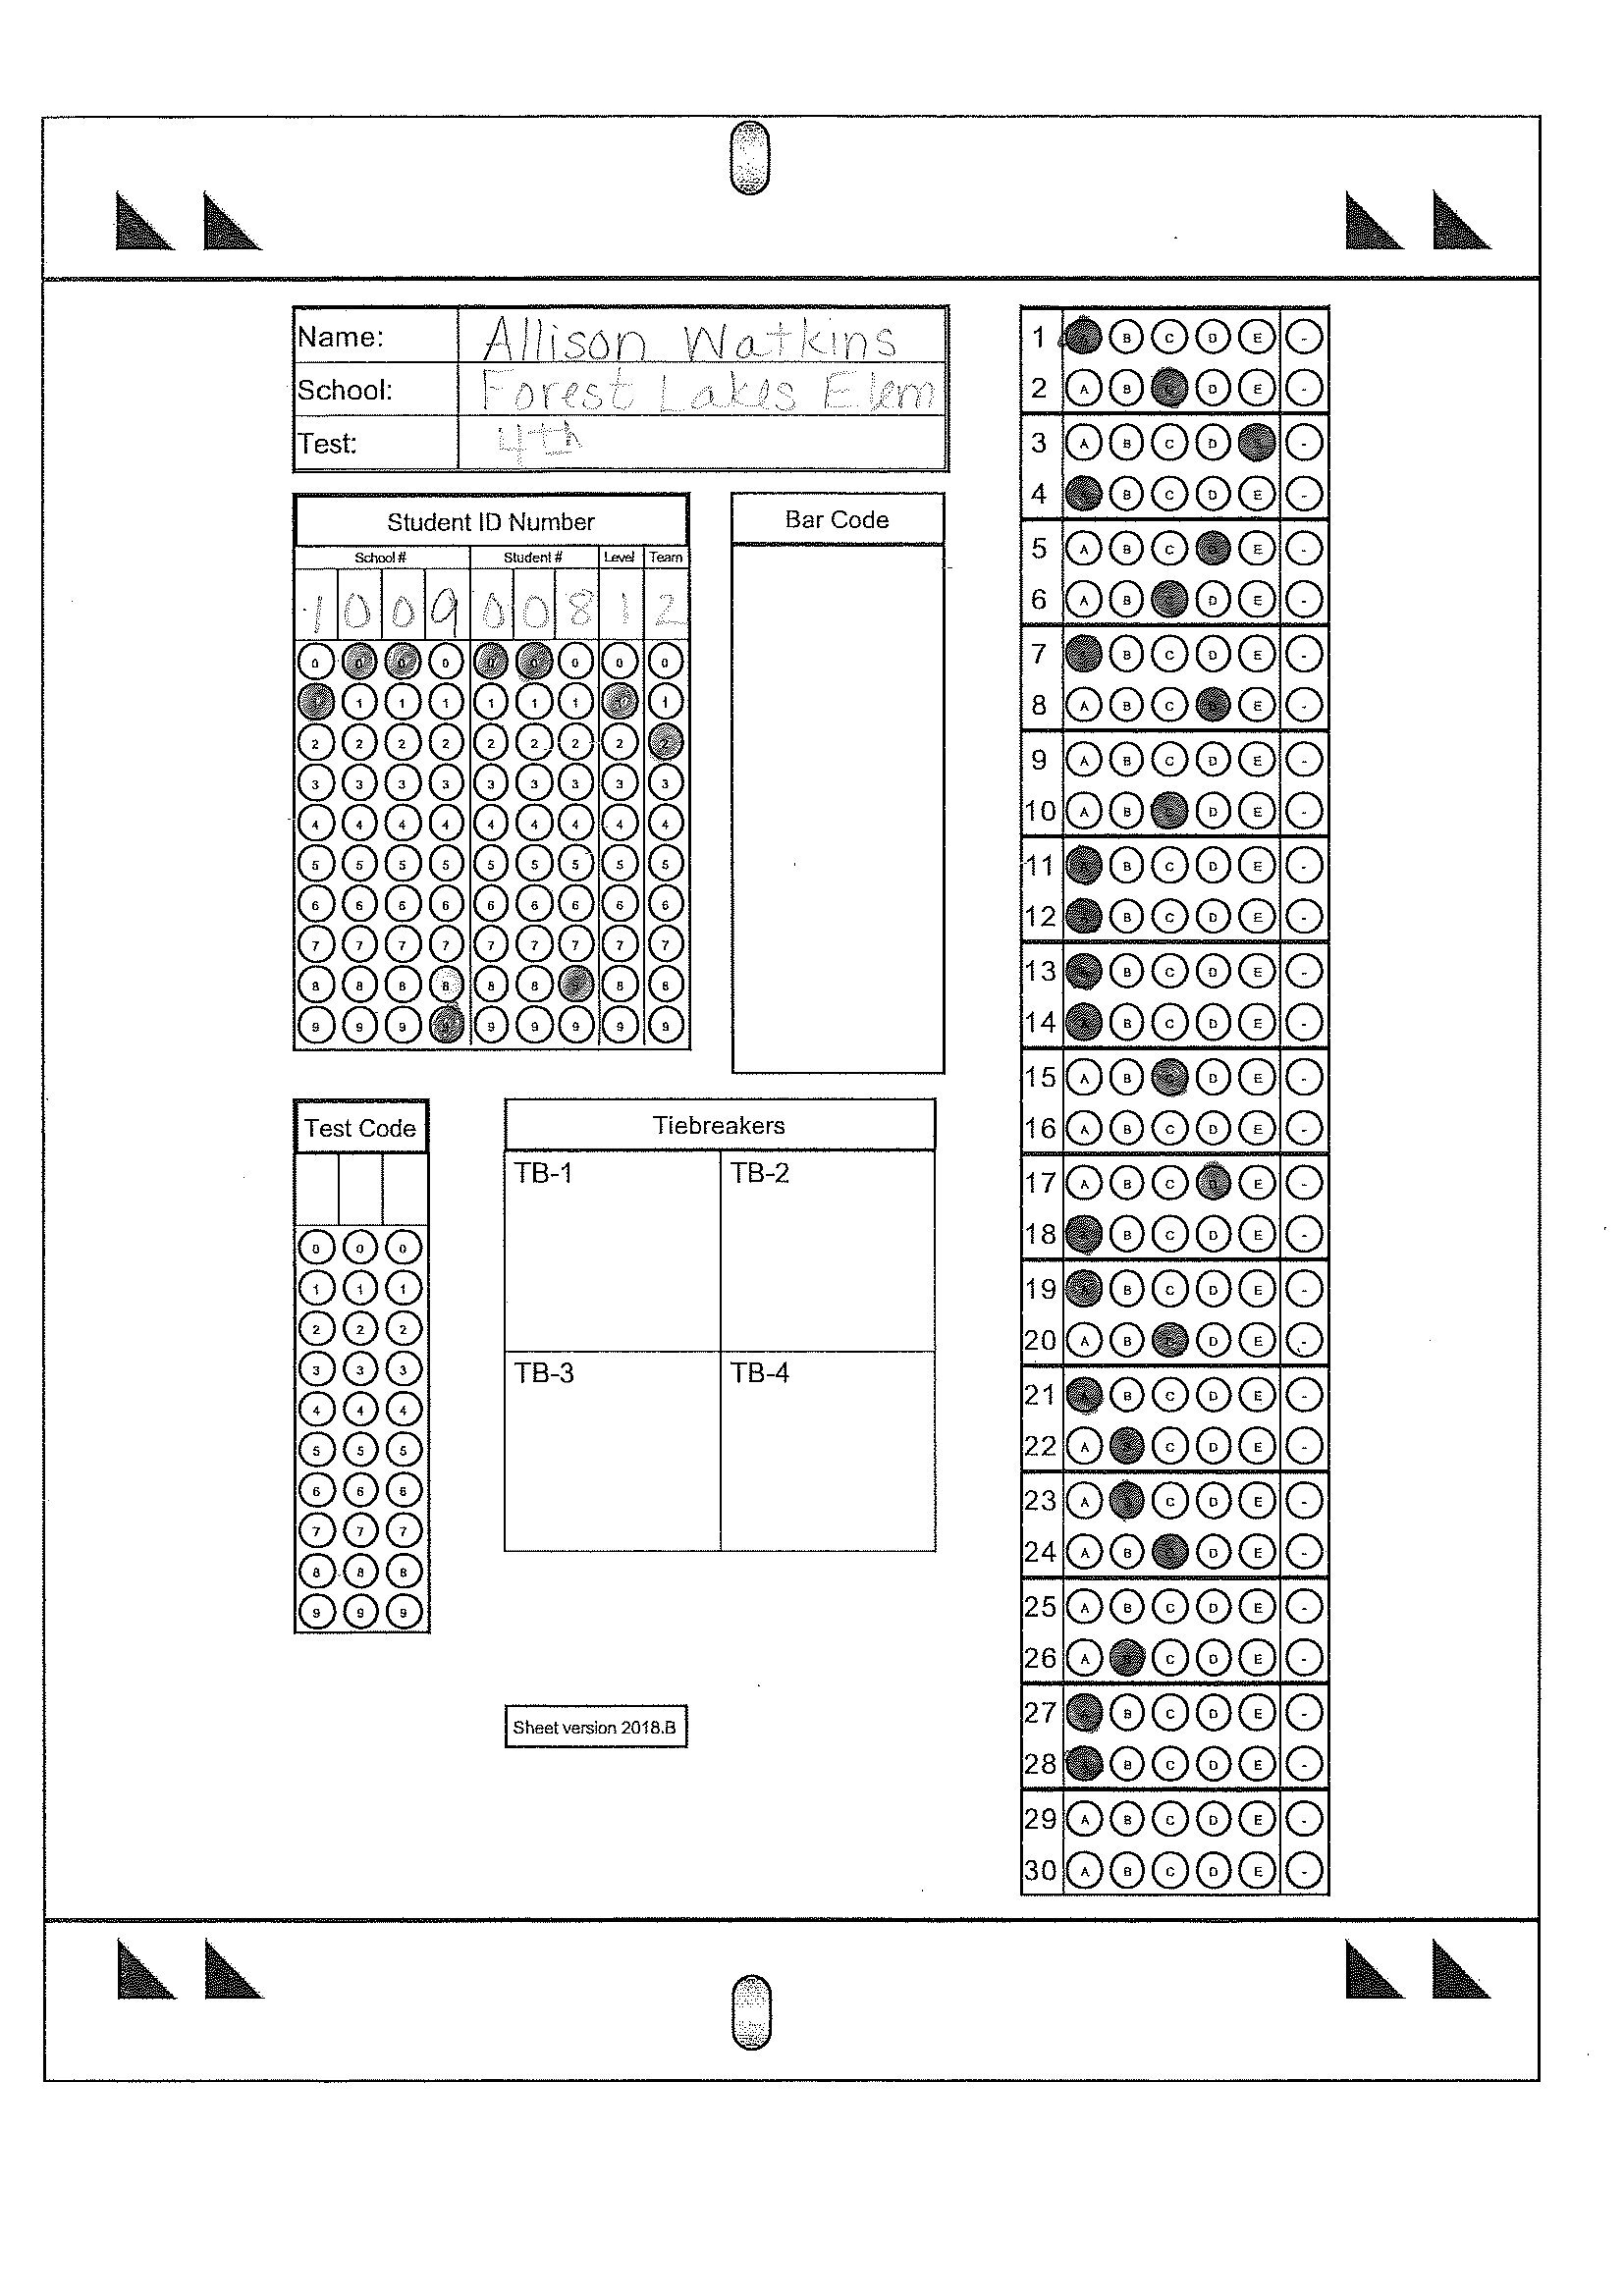 Name: Allison Watkins
School: Forest Lakes Elem
Test: 4th
Student ID Number
School # Student # Level Team
1 0 0 9 0 0 8 1 2
0 0 0 0 0 0 0 0 0
1 1 1 1 1 1 1 1 1
2 2 2 2 2 2 2 2 2
3 3 3 3 3 3 3 3 3
4 4 4 4 4 4 4 4 4
5 5 5 5 5 5 5 5 5
6 6 6 6 6 6 6 6 6
7 7 7 7 7 7 7 7 7
8 8 8 8 8 8 8 8 8
9 9 9 9 9 9 9 9 9
Bar Code
Test Code
0 0 0
1 1 1
2 2 2
3 3 3
4 4 4
5 5 5
6 6 6
7 7 7
8 8 8
9 9 9
Tiebreakers
TB-1 TB-2
TB-3 TB-4
Sheet version 2018.B
1 B C D E -
2 A B D E -
3 A B C D -
4 B C D E -
5 A B C E -
6 A B D E -
7 B C D E -
8 A B C E -
9 A B C D E -
10 A B D E -
11 B C D E -
12 B C D E -
13 B C D E -
14 B C D E -
15 A B D E -
16 A B C D E -
17 A B C E -
18 B C D E -
19 B C D E -
20 A B D E -
21 B C D E -
22 A C D E -
23 A C D E -
24 A B D E -
25 A B C D E -
26 A C D E -
27 B C D E -
28 B C D E -
29 A B C D E -
30 A B C D E -